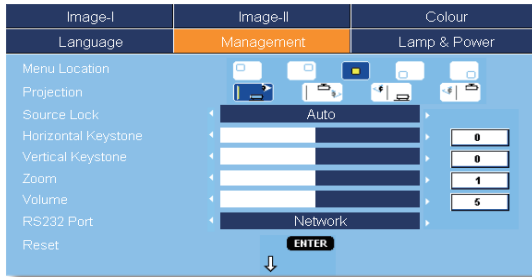 Image-I Image-II Colour
Language Management Lamp & Power
Menu Location
Projection
Source Lock Auto
Horizontal Keystone 0
Vertical Keystone 0
Zoom 1
Volume 5
RS232 Port Network
Reset ENTER